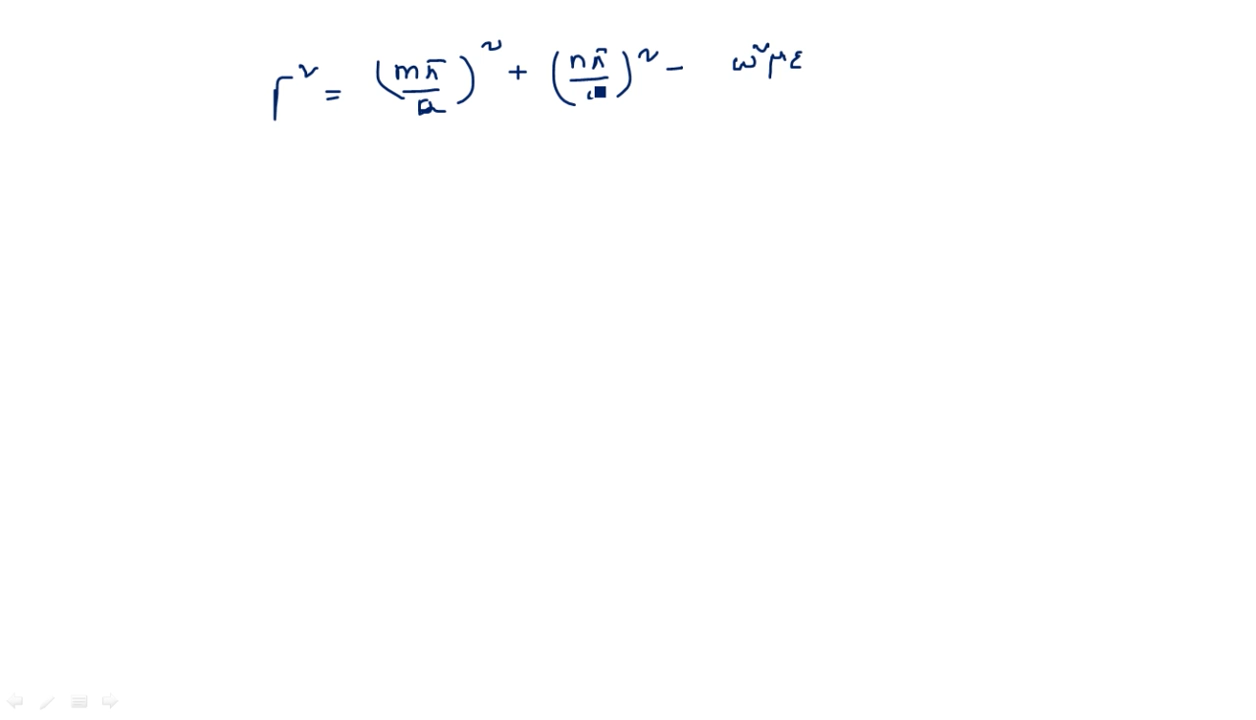 Γ² = (mπ/a)² + (nπ/)² − ω²με